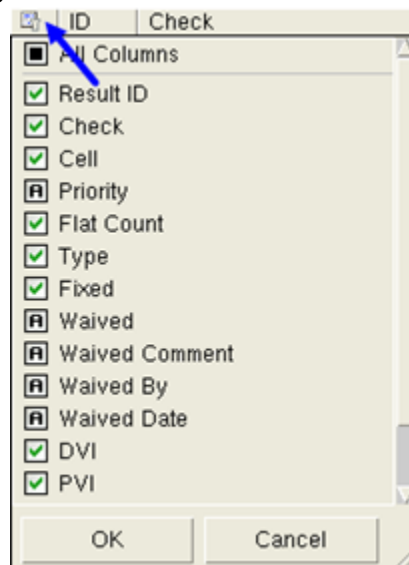 ID Check
All Columns
Result ID
Check
Cell
A Priority
Flat Count
Type
Fixed
A Waived
A Waived Comment
A Waived By
A Waived Date
DVI
PVI
OK Cancel